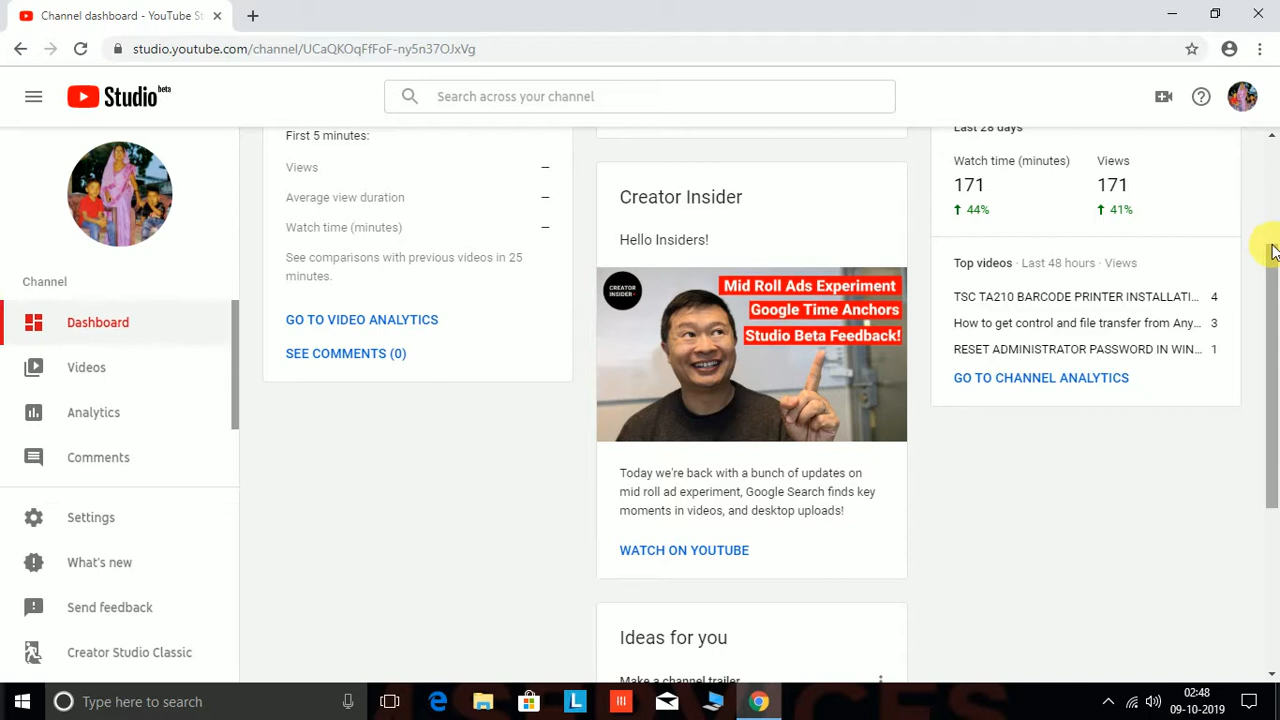 Channel dashboard - YouTube St
studio.youtube.com/channel/UCaQKOqFfFoF-ny5n37OJxVg
Studio beta
Search across your channel
Channel
Dashboard
Videos
Analytics
Comments
Settings
What's new
Send feedback
Creator Studio Classic
First 5 minutes:
Views –
Average view duration –
Watch time (minutes) –
See comparisons with previous videos in 25
minutes.
GO TO VIDEO ANALYTICS
SEE COMMENTS (0)
Creator Insider
Hello Insiders!
CREATOR
INSIDER
Mid Roll Ads Experiment
Google Time Anchors
Studio Beta Feedback!
Today we're back with a bunch of updates on
mid roll ad experiment, Google Search finds key
moments in videos, and desktop uploads!
WATCH ON YOUTUBE
Ideas for you
Make a channel trailer
Last 28 days
Watch time (minutes) Views
171 171
44% 41%
Top videos · Last 48 hours · Views
TSC TA210 BARCODE PRINTER INSTALLATI... 4
How to get control and file transfer from Any... 3
RESET ADMINISTRATOR PASSWORD IN WIN... 1
GO TO CHANNEL ANALYTICS
Type here to search
02:48
09-10-2019